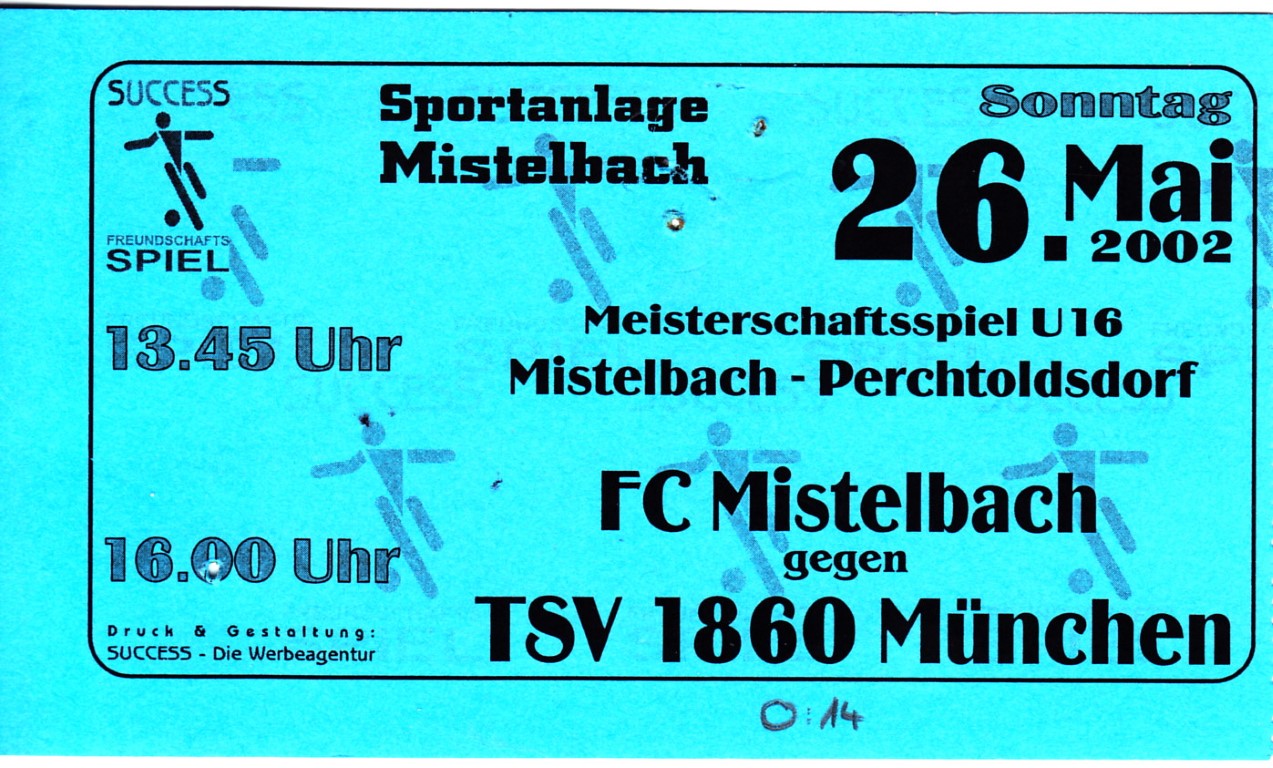 SUCCESS
FREUNDSCHAFTS
SPIEL
Sportanlage
Mistelbach
Sonntag
26. Mai
2002
13.45 Uhr
Meisterschaftsspiel U16
Mistelbach - Perchtoldsdorf
16.00 Uhr
FC Mistelbach
gegen
TSV 1860 München
Druck & Gestaltung:
SUCCESS - Die Werbeagentur
0:14